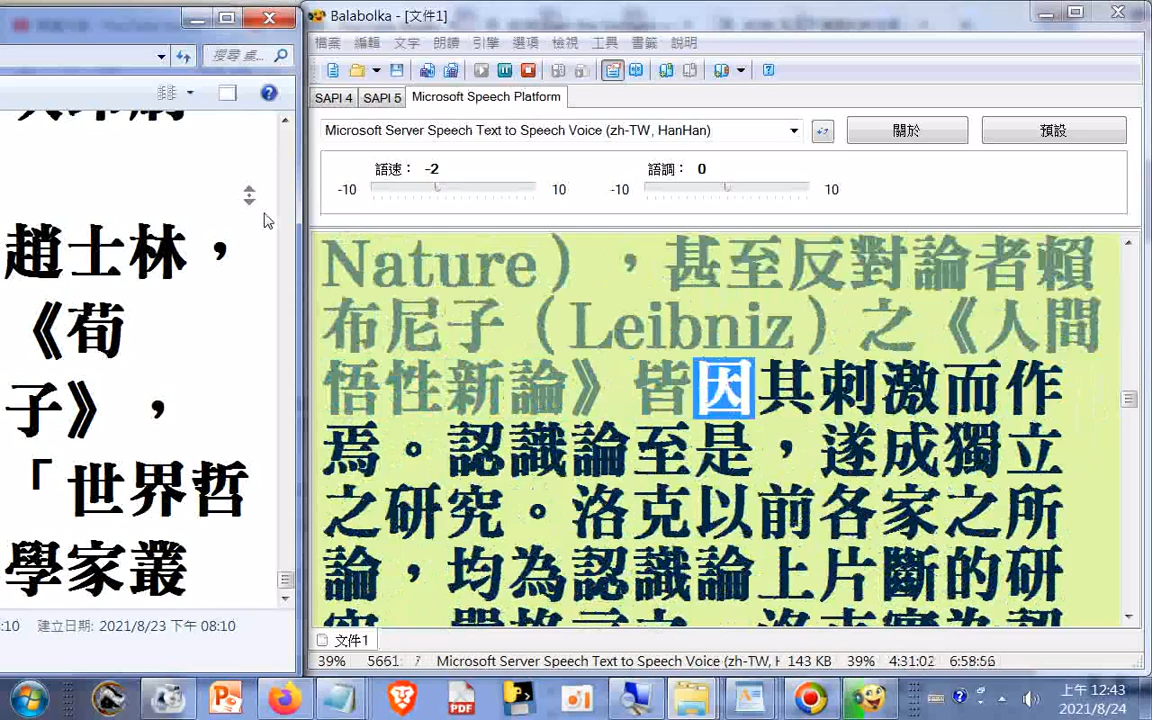 搜尋 桌...
趙士林，
《荀
子》，
「世界哲
學家叢
:10 建立日期: 2021/8/23 下午 08:10
Balabolka - [文件1]
檔案 編輯 文字 朗讀 引擎 選項 檢視 工具 書籤 說明
SAPI 4 SAPI 5 Microsoft Speech Platform
Microsoft Server Speech Text to Speech Voice (zh-TW, HanHan) 關於 預設
語速： -2 語調： 0
-10 10 -10 10
Nature），甚至反對論者賴
布尼子（Leibniz）之《人間
悟性新論》皆因其刺激而作
焉。認識論至是，遂成獨立
之研究。洛克以前各家之所
論，均為認識論上片斷的研
文件1
39% 5661: 7 Microsoft Server Speech Text to Speech Voice (zh-TW, H 143 KB 39% 4:31:02 6:58:56
上午 12:43
2021/8/24